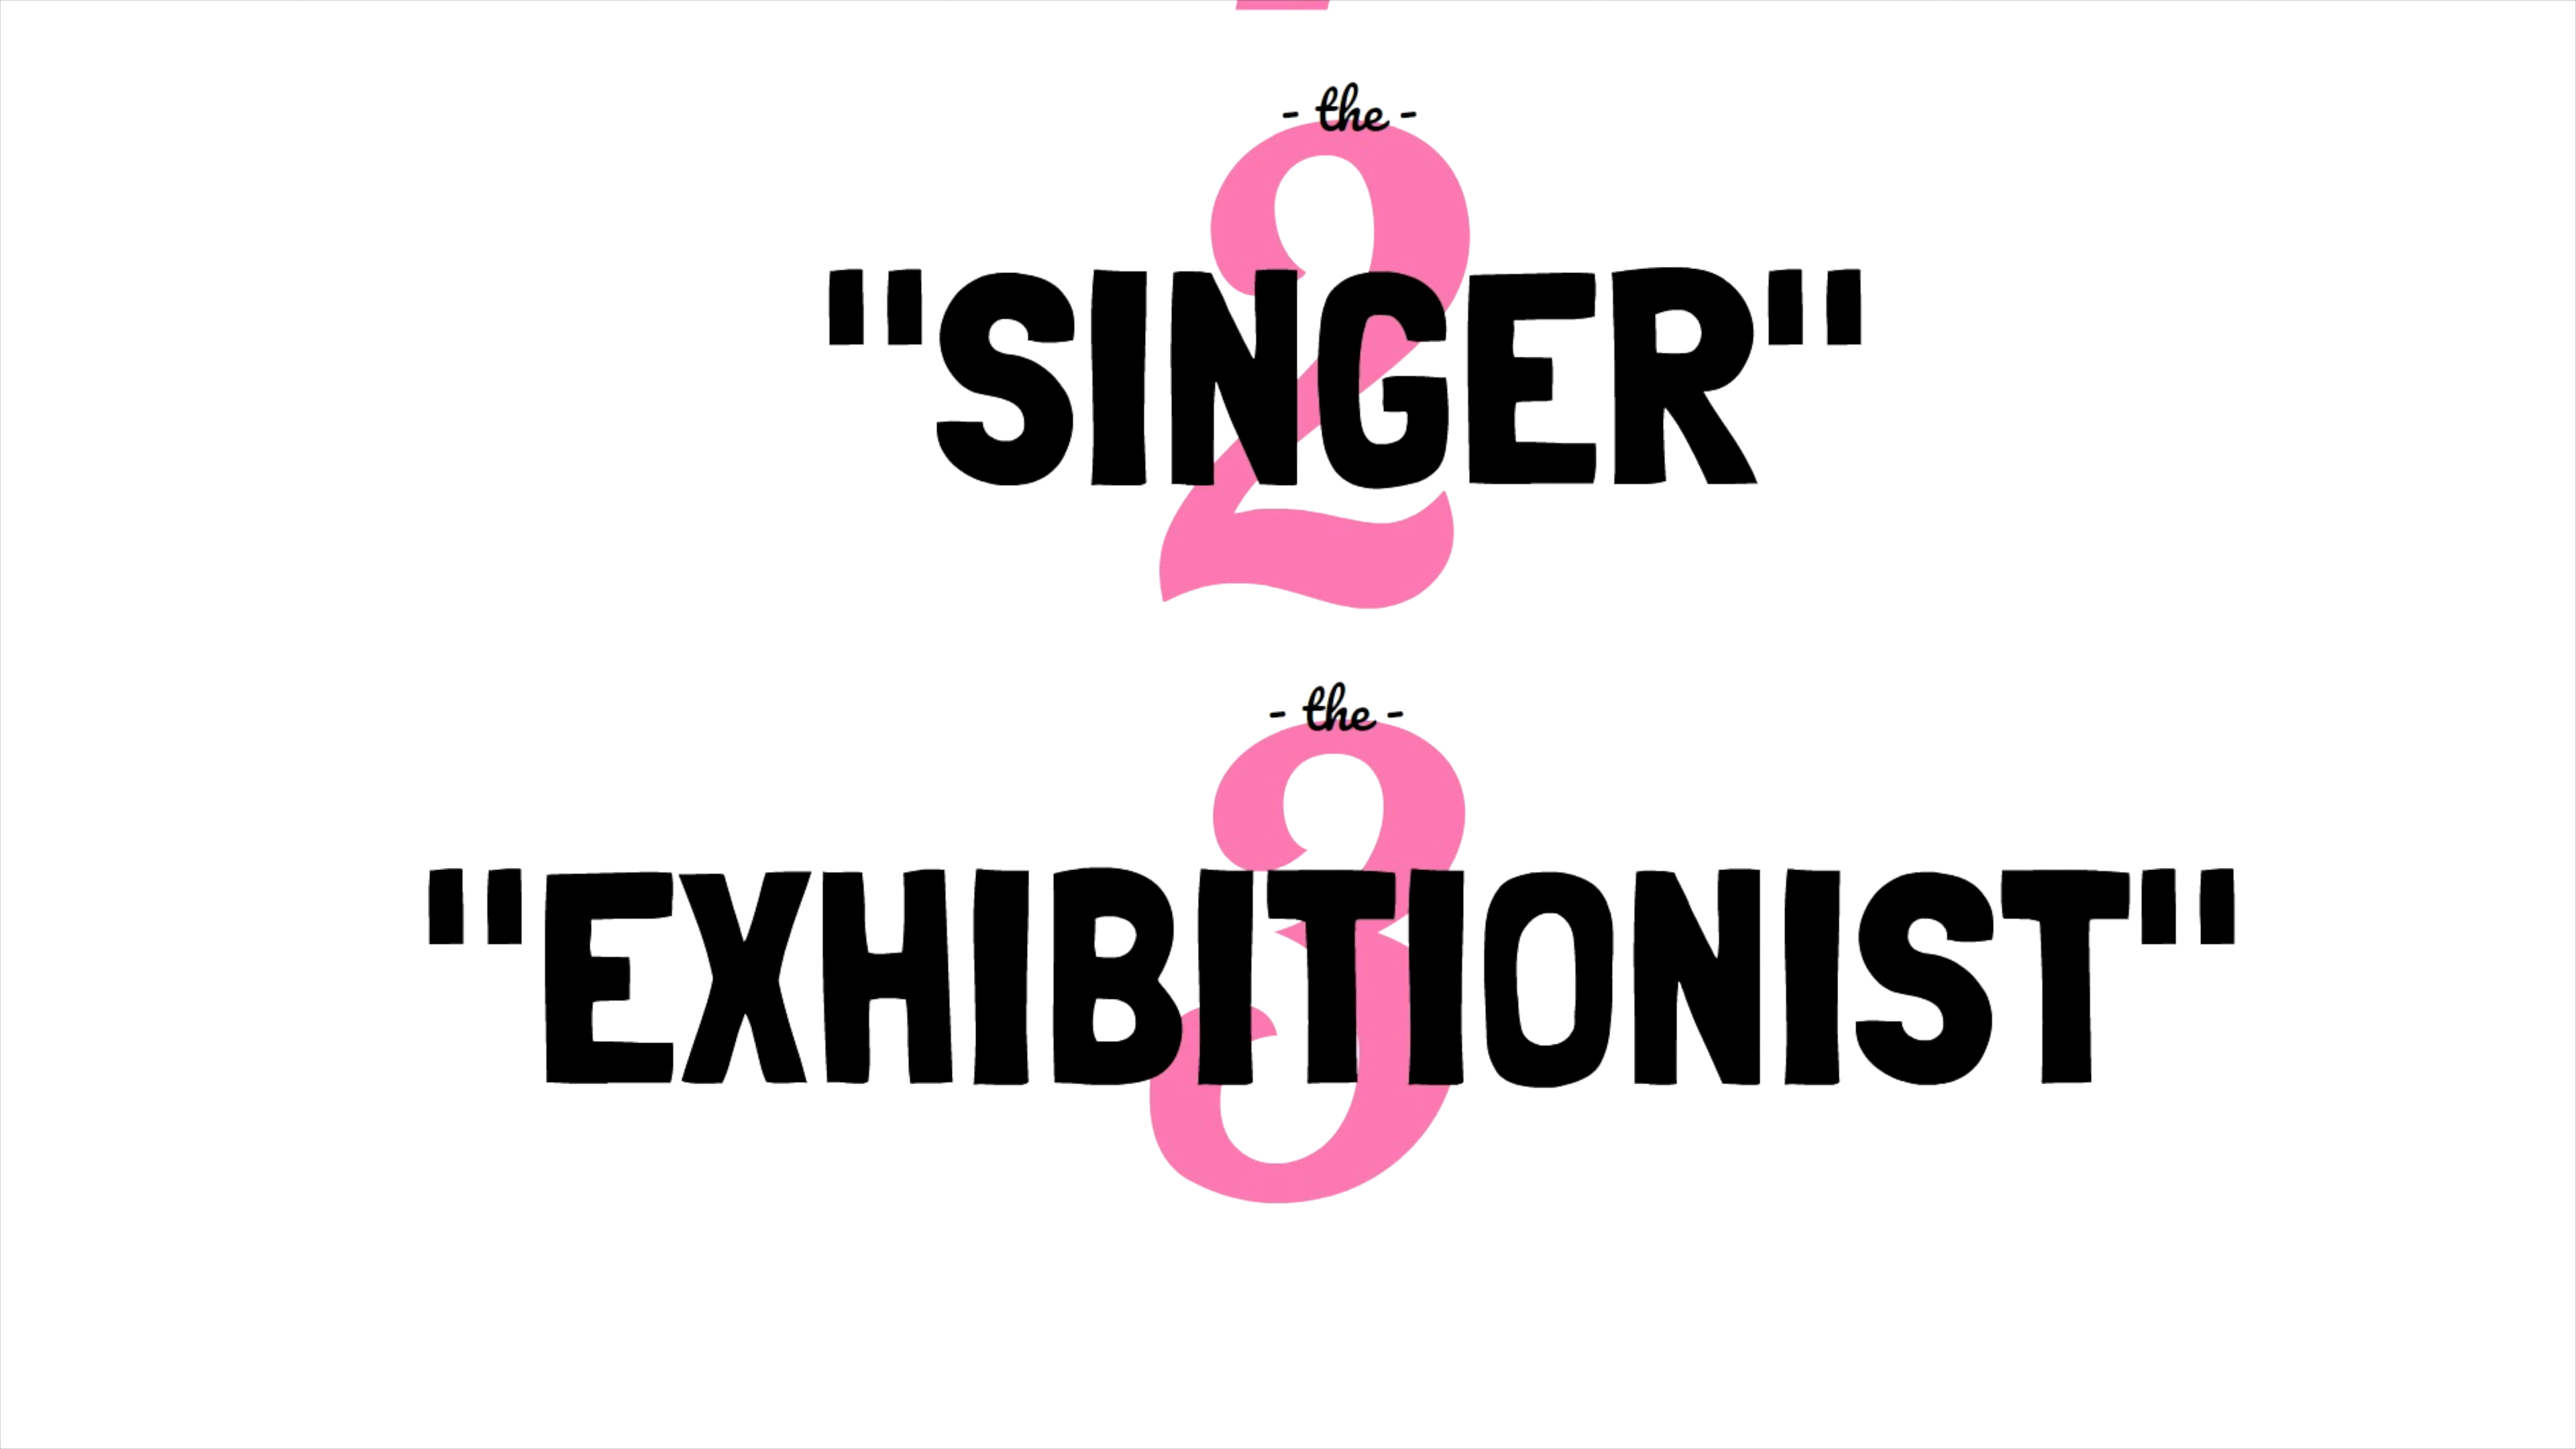 - the -
2
"SINGER"
- the -
3
"EXHIBITIONIST"